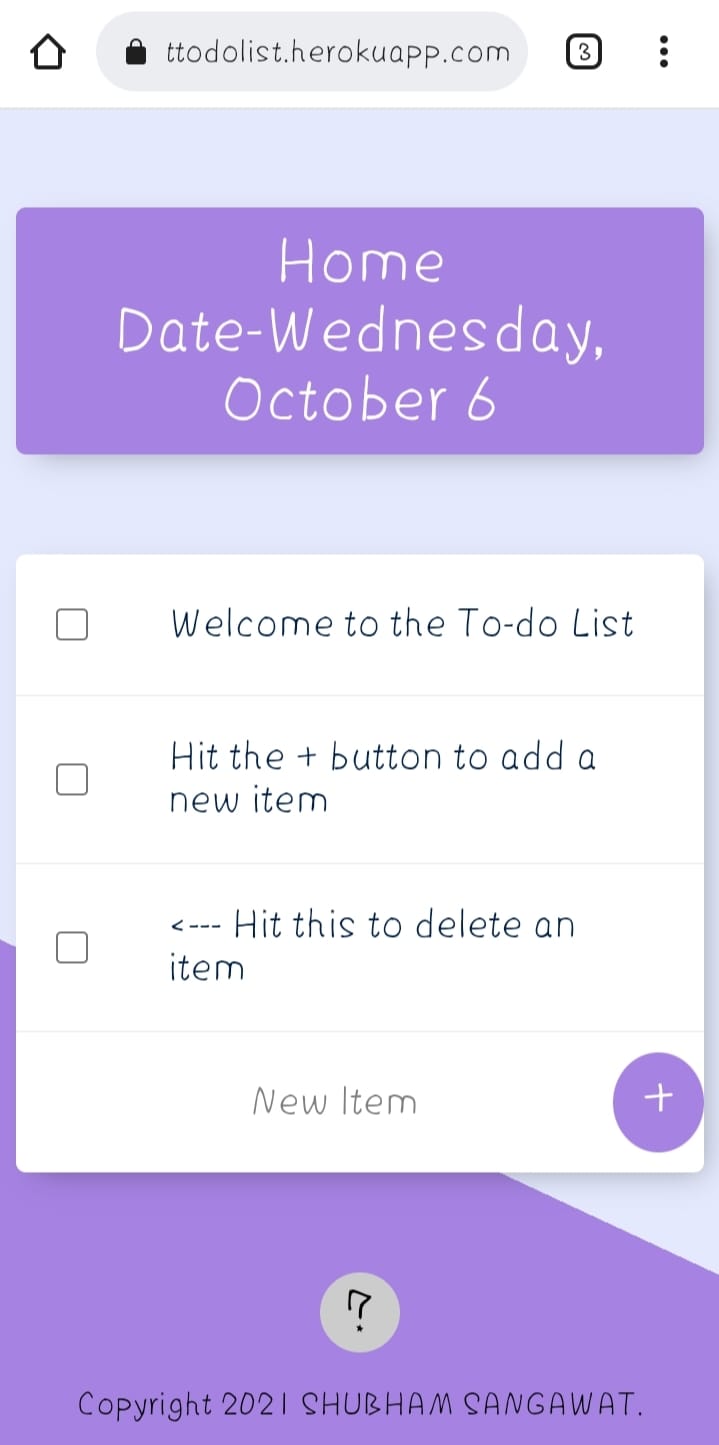 ttodolist.herokuapp.com
3
Home
Date-Wednesday,
October 6
Welcome to the To-do List
Hit the + button to add a
new item
<--- Hit this to delete an
item
New Item
+
?
Copyright 2021 SHUBHAM SANGAWAT.